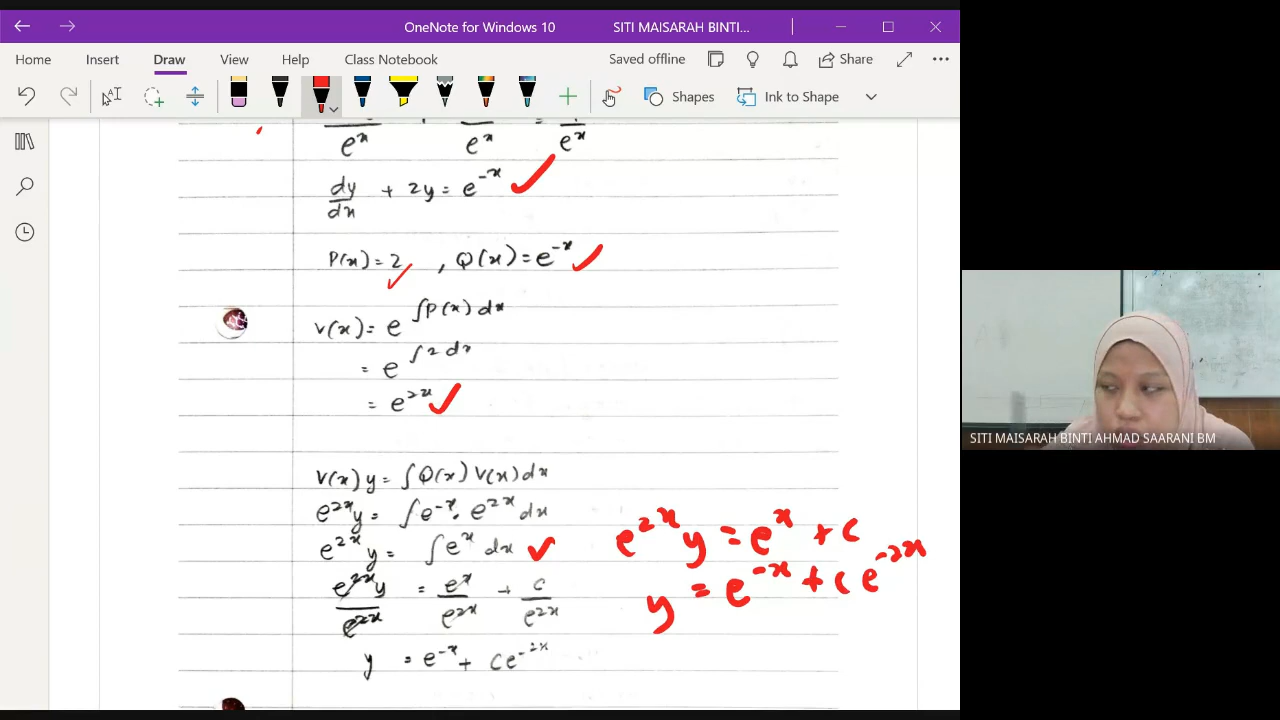 OneNote for Windows 10
SITI MAISARAH BINTI...
Home Insert Draw View Help Class Notebook
Saved offline
Share
Shapes
Ink to Shape
e^x e^x e^x
dy/dx + 2y = e^-x
P(x) = 2 , Q(x) = e^-x
V(x) = e^∫P(x) dx
= e^∫2 dx
= e^2x
V(x) y = ∫Q(x) V(x) dx
e^2x y = ∫e^-x . e^2x dx
e^2x y = ∫e^x dx
e^2x y / e^2x = e^x / e^2x + c / e^2x
y = e^-x + Ce^-2x
e^2x y = e^x + c
y = e^-x + c e^-2x
SITI MAISARAH BINTI AHMAD SAARANI BM